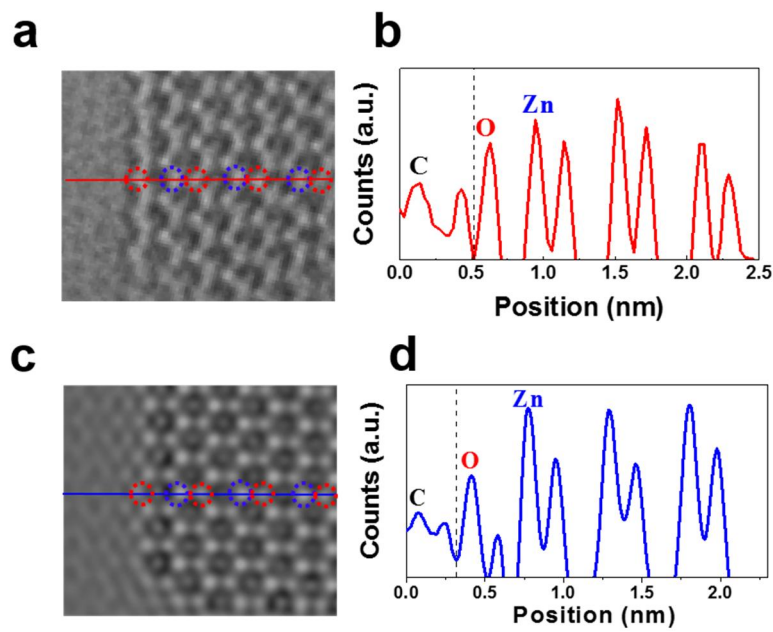 a
b
Counts (a.u.)
C
O
Zn
0.0 0.5 1.0 1.5 2.0 2.5
Position (nm)
c
d
Counts (a.u.)
C
O
Zn
0.0 0.5 1.0 1.5 2.0
Position (nm)